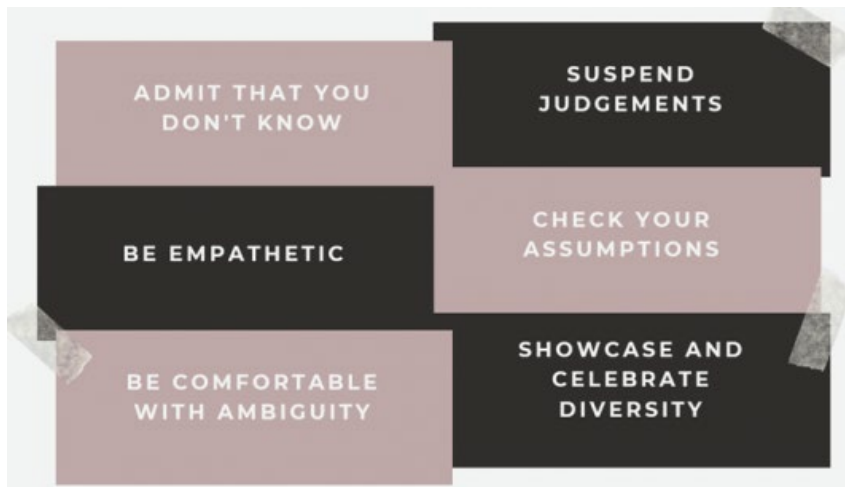 ADMIT THAT YOU
DON'T KNOW
SUSPEND
JUDGEMENTS
BE EMPATHETIC
CHECK YOUR
ASSUMPTIONS
BE COMFORTABLE
WITH AMBIGUITY
SHOWCASE AND
CELEBRATE
DIVERSITY